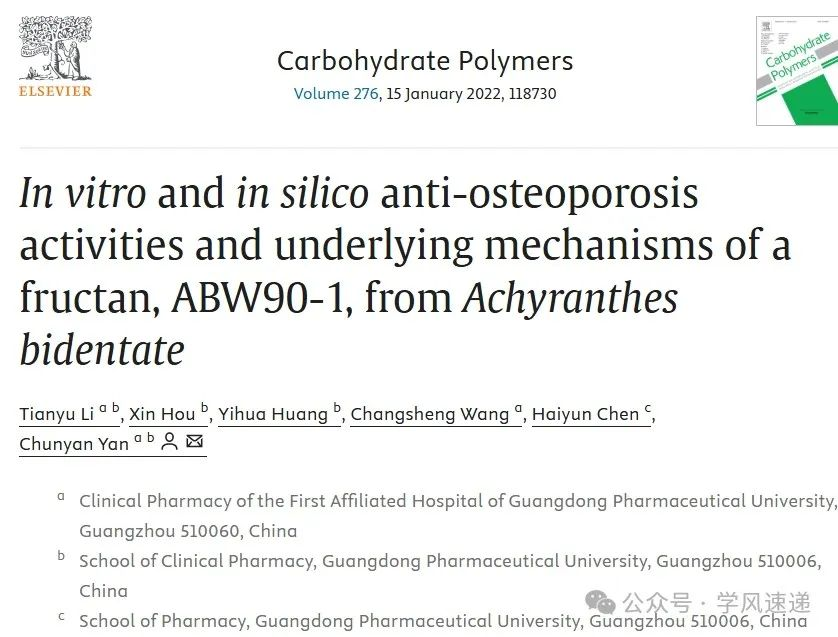 ELSEVIER
Carbohydrate Polymers
Volume 276, 15 January 2022, 118730
Carbohydrate
Polymers
In vitro and in silico anti-osteoporosis
activities and underlying mechanisms of a
fructan, ABW90-1, from Achyranthes
bidentate
Tianyu Li a b, Xin Hou b, Yihua Huang b, Changsheng Wang a, Haiyun Chen c,
Chunyan Yan a b
a Clinical Pharmacy of the First Affiliated Hospital of Guangdong Pharmaceutical University,
Guangzhou 510060, China
b School of Clinical Pharmacy, Guangdong Pharmaceutical University, Guangzhou 510006,
China
c School of Pharmacy, Guangdong Pharmaceutical University, Guangzhou 510006, China
公众号 · 学风速递